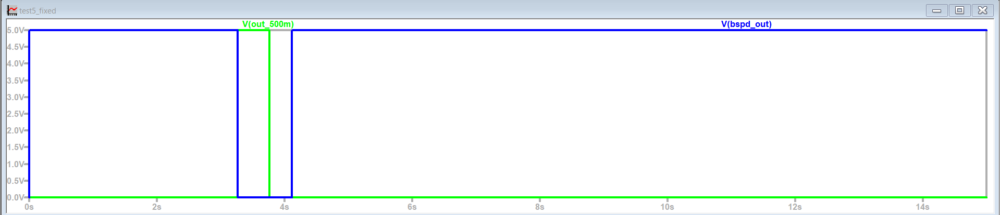 test5_fixed
V(out_500m) V(bspd_out)
5.0V
4.5V
4.0V
3.5V
3.0V
2.5V
2.0V
1.5V
1.0V
0.5V
0.0V
0s 2s 4s 6s 8s 10s 12s 14s